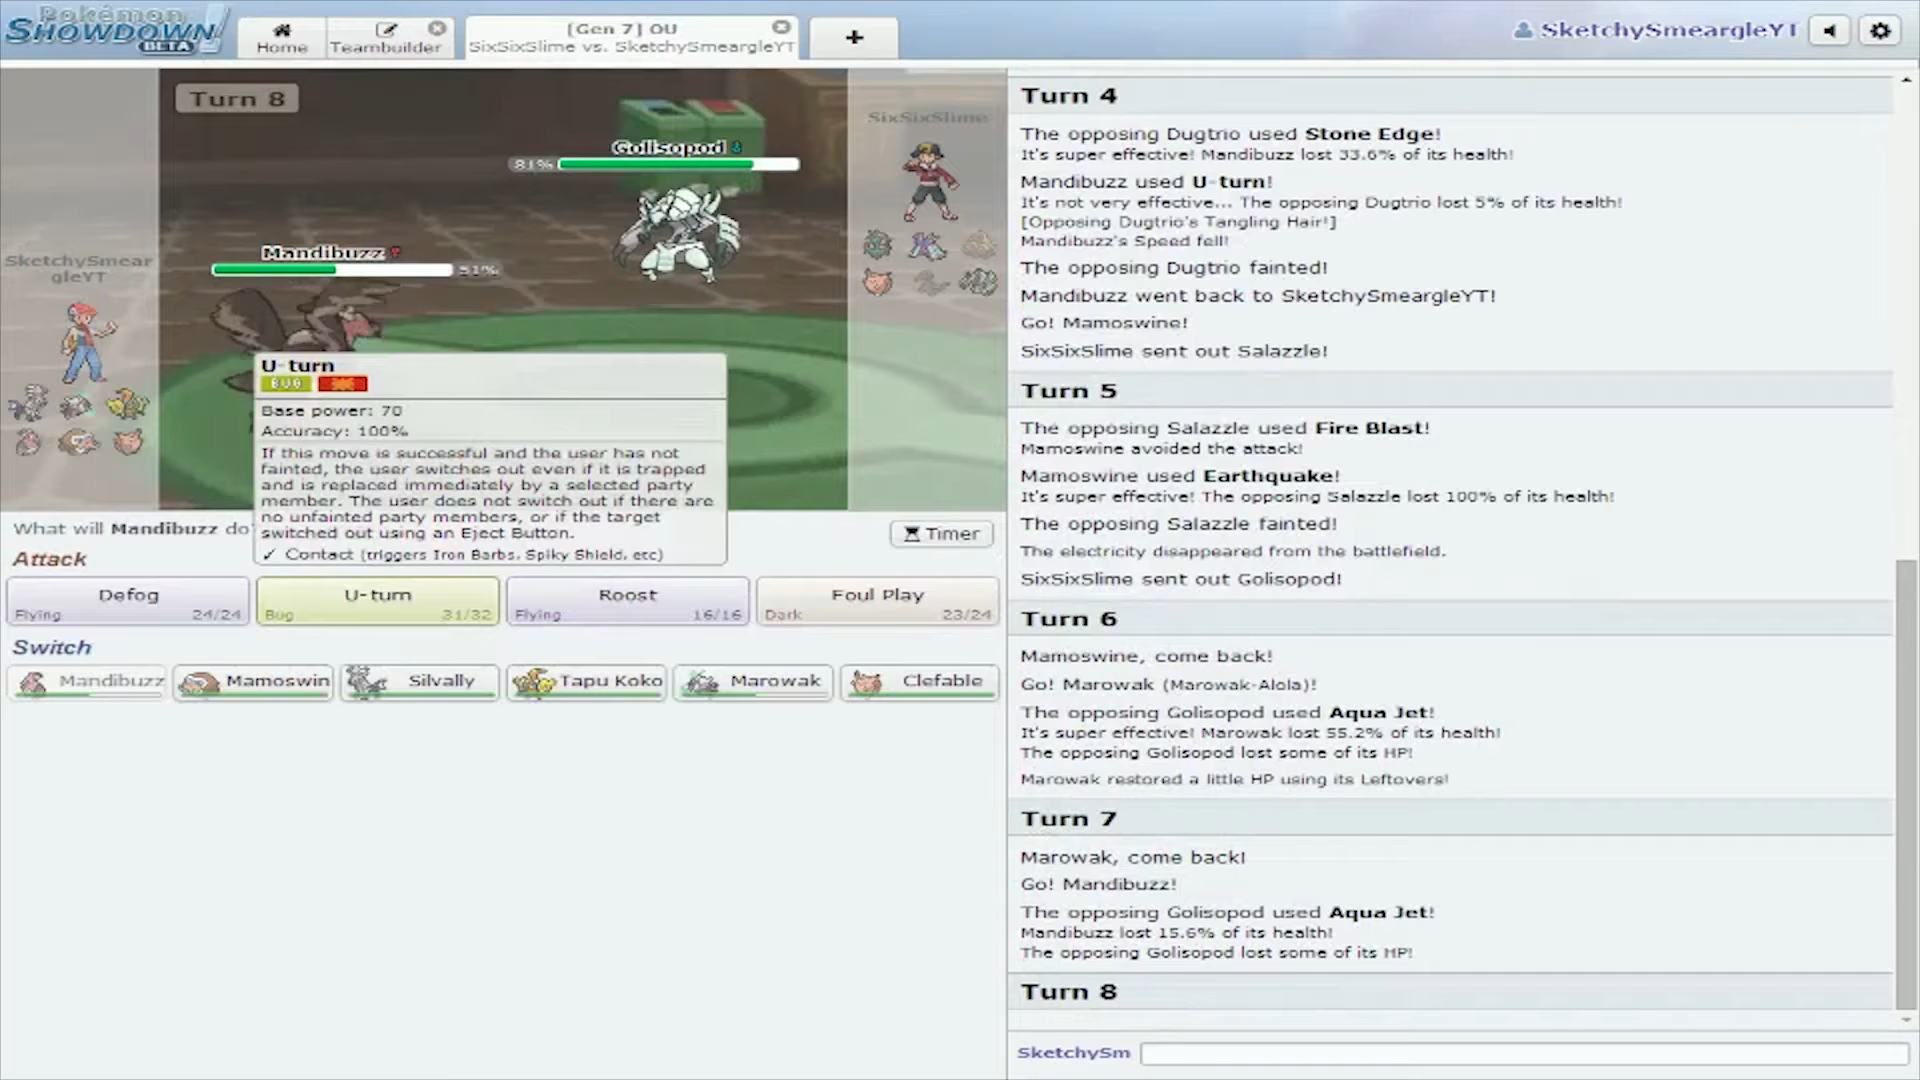 Pokémon
SHOWDOWN!
BETA
Home
Teambuilder
[Gen 7] OU
SixSixSlime vs. SketchySmeargleYT
+
SketchySmeargleYT
Turn 8
SketchySmear
gleYT
SixSixSlime
Golisopod
81%
Mandibuzz
51%
U-turn
BUG
Base power: 70
Accuracy: 100%
If this move is successful and the user has not
fainted, the user switches out even if it is trapped
and is replaced immediately by a selected party
member. The user does not switch out if there are
no unfainted party members, or if the target
switched out using an Eject Button.
✓ Contact (triggers Iron Barbs, Spiky Shield, etc)
What will Mandibuzz do
Timer
Attack
Defog
Flying 24/24
U-turn
Bug 31/32
Roost
Flying 16/16
Foul Play
Dark 23/24
Switch
Mandibuzz
Mamoswin
Silvally
Tapu Koko
Marowak
Clefable
Turn 4
The opposing Dugtrio used Stone Edge!
It's super effective! Mandibuzz lost 33.6% of its health!
Mandibuzz used U-turn!
It's not very effective... The opposing Dugtrio lost 5% of its health!
[Opposing Dugtrio's Tangling Hair!]
Mandibuzz's Speed fell!
The opposing Dugtrio fainted!
Mandibuzz went back to SketchySmeargleYT!
Go! Mamoswine!
SixSixSlime sent out Salazzle!
Turn 5
The opposing Salazzle used Fire Blast!
Mamoswine avoided the attack!
Mamoswine used Earthquake!
It's super effective! The opposing Salazzle lost 100% of its health!
The opposing Salazzle fainted!
The electricity disappeared from the battlefield.
SixSixSlime sent out Golisopod!
Turn 6
Mamoswine, come back!
Go! Marowak (Marowak-Alola)!
The opposing Golisopod used Aqua Jet!
It's super effective! Marowak lost 55.2% of its health!
The opposing Golisopod lost some of its HP!
Marowak restored a little HP using its Leftovers!
Turn 7
Marowak, come back!
Go! Mandibuzz!
The opposing Golisopod used Aqua Jet!
Mandibuzz lost 15.6% of its health!
The opposing Golisopod lost some of its HP!
Turn 8
SketchySm